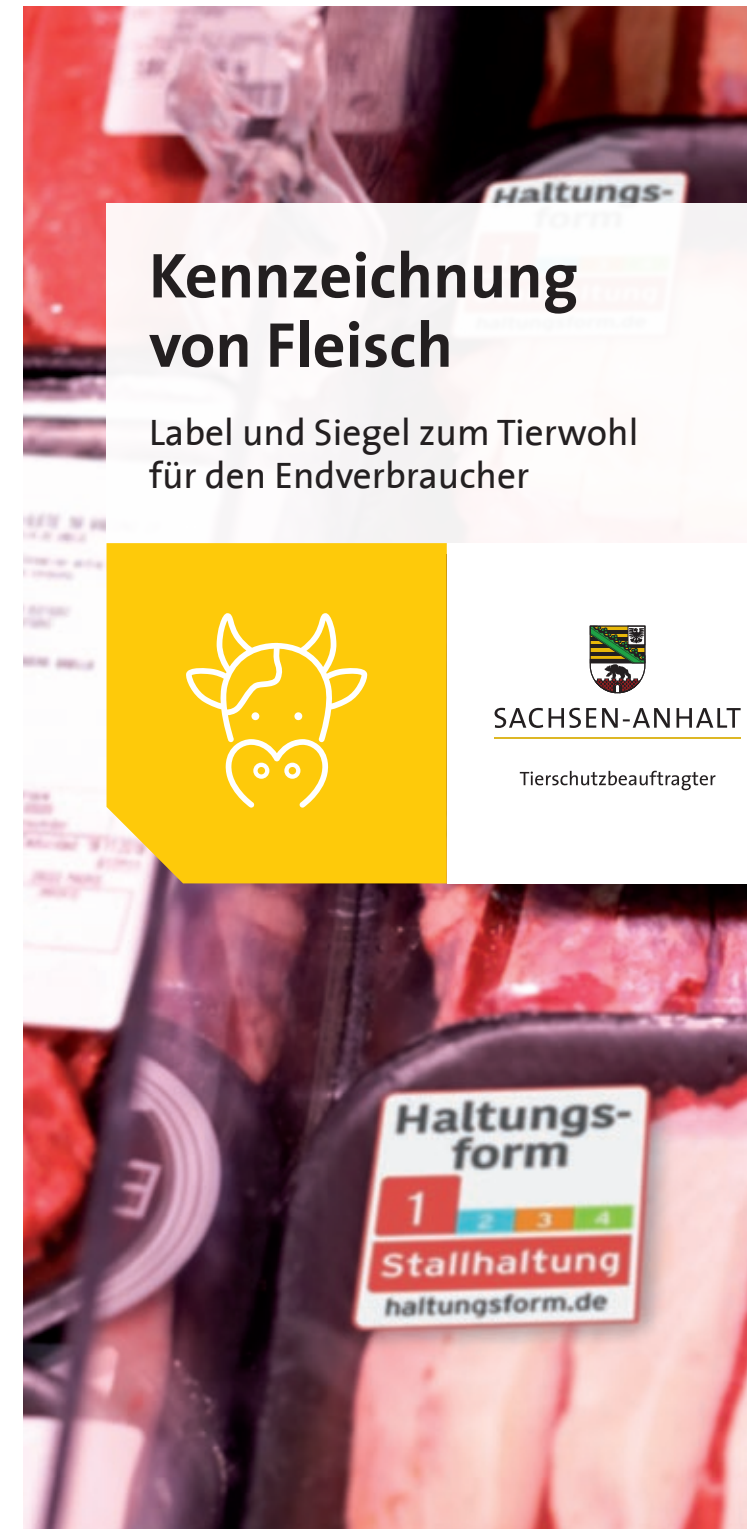 Haltungs-
form
Kennzeichnung
von Fleisch
Label und Siegel zum Tierwohl
für den Endverbraucher
SACHSEN-ANHALT
Tierschutzbeauftragter
Haltungs-
form
1
2 3 4
Stallhaltung
haltungsform.de